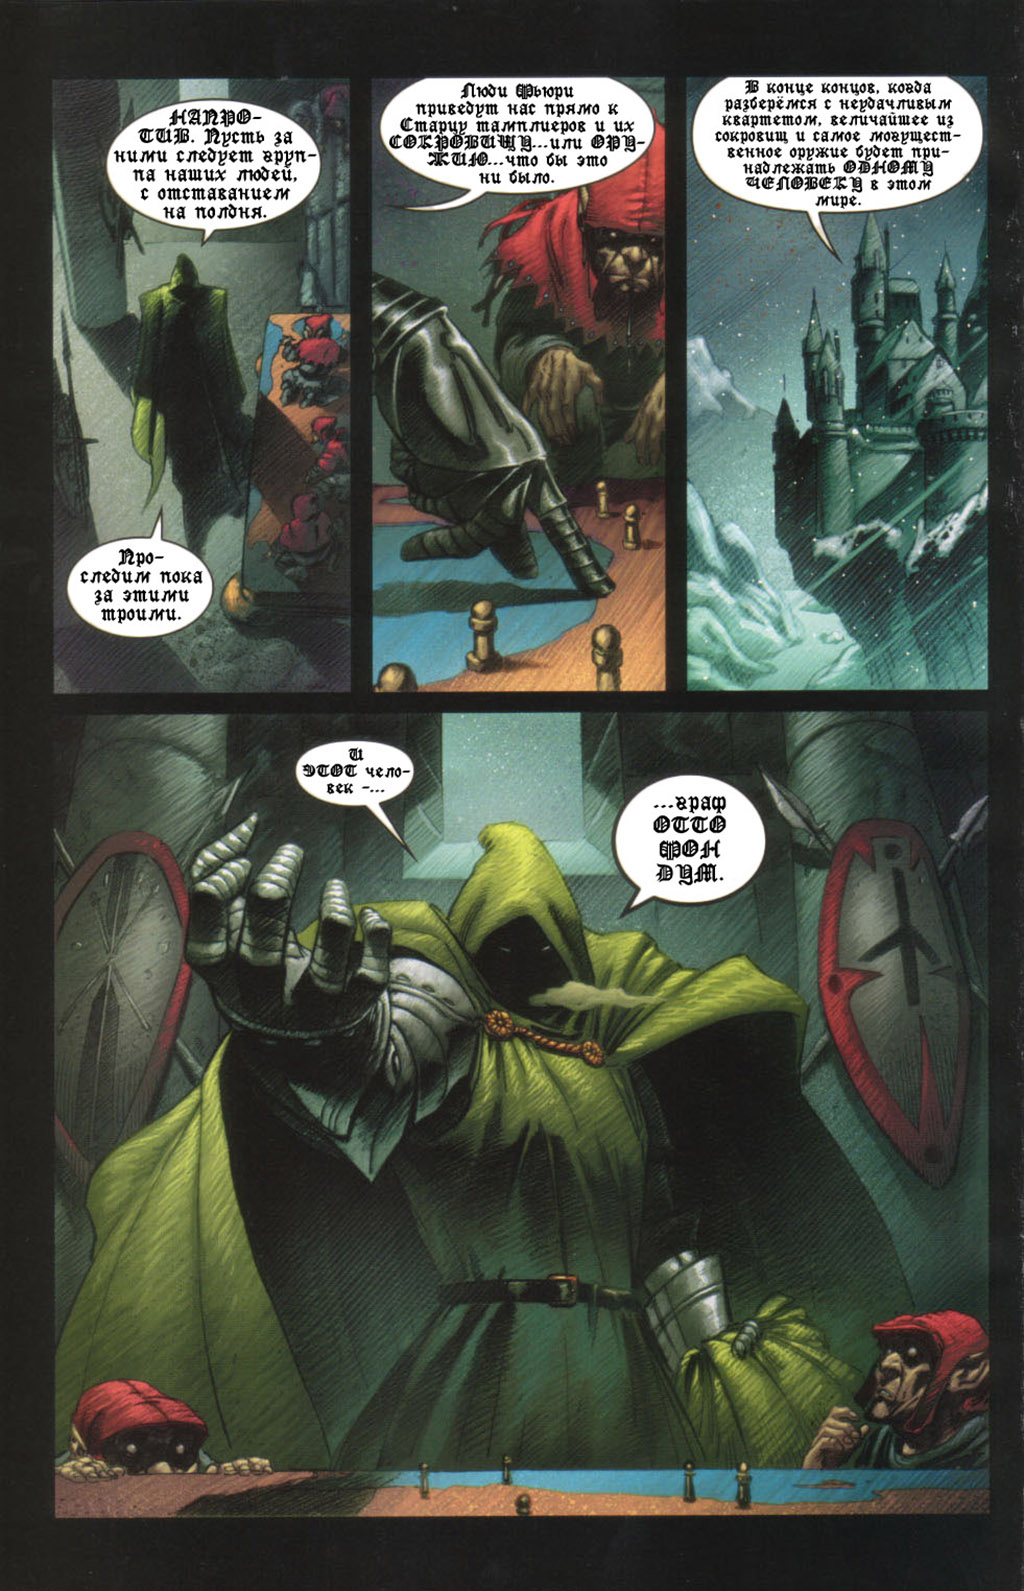 НАПРО-
ТИВ. Пусть за
ними следует груп-
па наших людей,
с отставанием
на полдня.
Про-
следим пока
за этими
троими.
Люди Фьюри
приведут нас прямо к
Старцу тамплиеров и их
СОКРОВИЩУ...или ОРУ-
ЖИЮ...что бы это
ни было.
В конце концов, когда
разберёмся с неудачливым
квартетом, величайшее из
сокровищ и самое могущест-
венное оружие будет при-
надлежать ОДНОМУ
ЧЕЛОВЕКУ в этом
мире.
И
ЭТОТ чело-
век -...
...граф
ОТТО
ФОН
ДУМ.
R